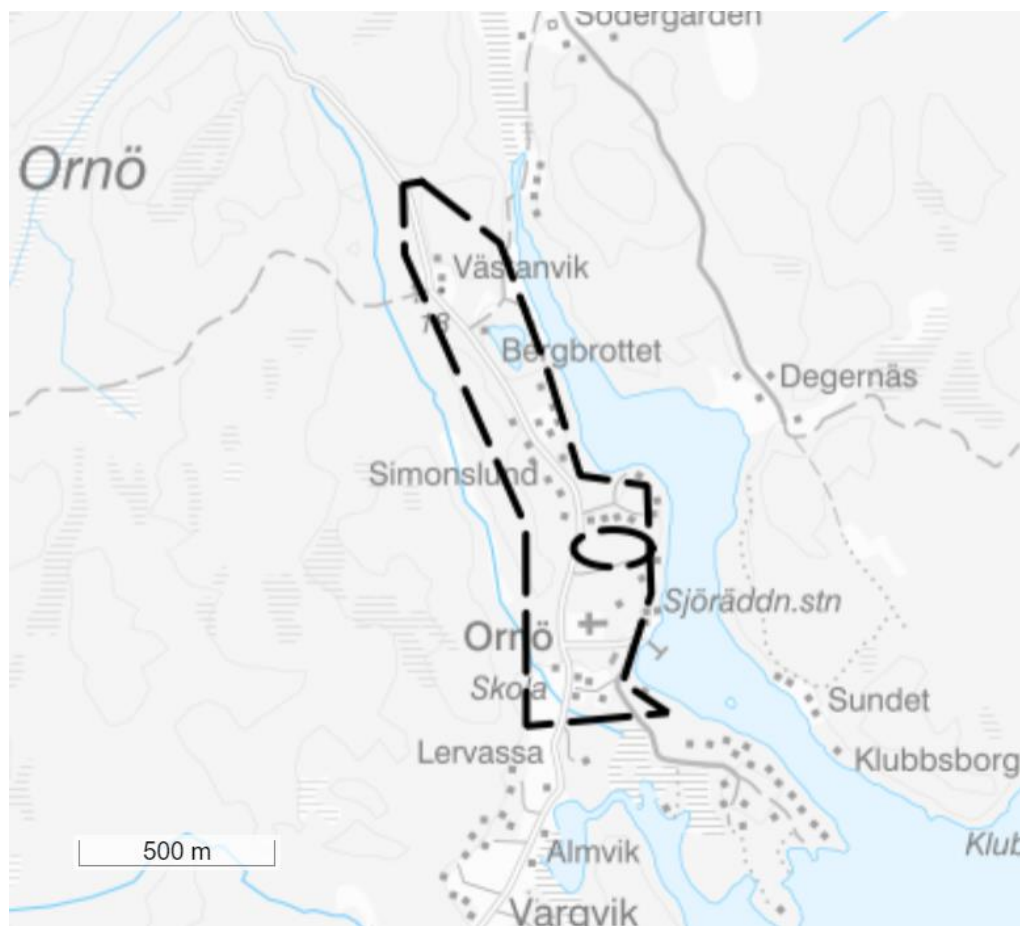 Södergården
Ornö
Västanvik
18
Bergbrottet
Degernäs
Simonslund
Sjöräddn.stn
Ornö
Skola
Sundet
Lervassa
Klubbsborg
500 m
Almvik
Klub
Vargvik